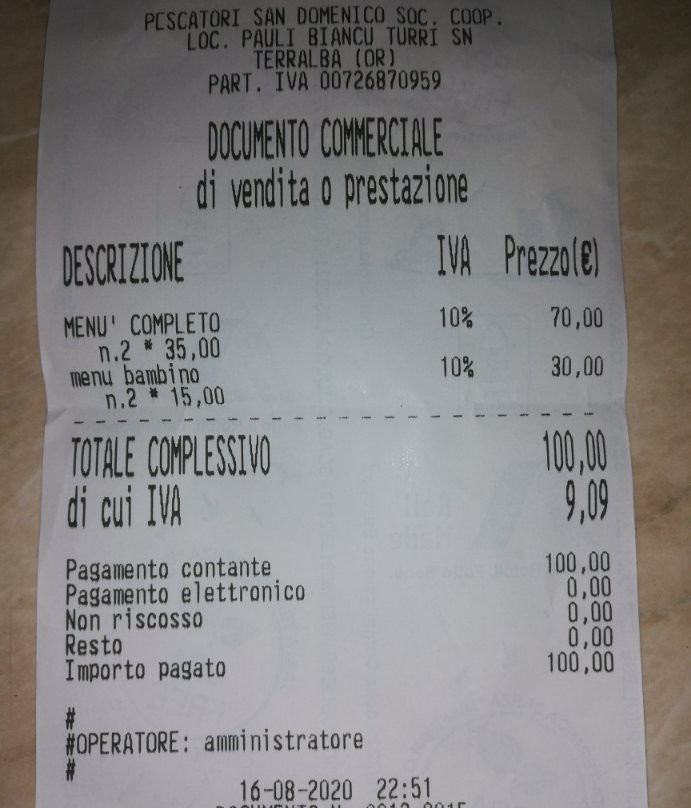 PESCATORI SAN DOMENICO SOC. COOP.
LOC. PAULI BIANCU TURRI SN
TERRALBA (OR)
PART. IVA 00726870959
DOCUMENTO COMMERCIALE
di vendita o prestazione
DESCRIZIONE IVA Prezzo(€)
MENU' COMPLETO 10% 70,00
n.2 * 35,00
menu bambino 10% 30,00
n.2 * 15,00
TOTALE COMPLESSIVO 100,00
di cui IVA 9,09
Pagamento contante 100,00
Pagamento elettronico 0,00
Non riscosso 0,00
Resto 0,00
Importo pagato 100,00
#
#OPERATORE: amministratore
#
16-08-2020 22:51